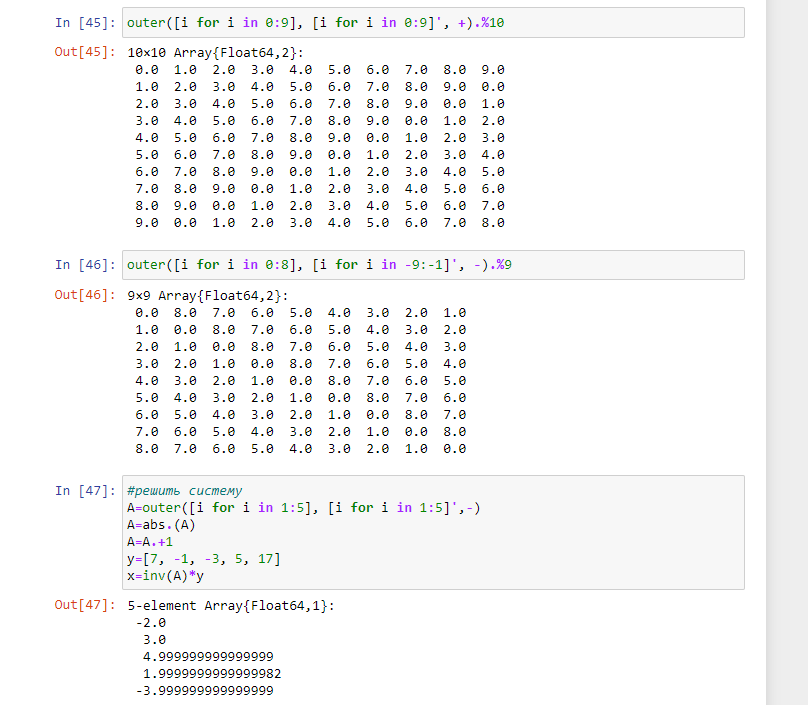 In [45]: outer([i for i in 0:9], [i for i in 0:9]', +).%10
Out[45]: 10×10 Array{Float64,2}:
0.0 1.0 2.0 3.0 4.0 5.0 6.0 7.0 8.0 9.0
1.0 2.0 3.0 4.0 5.0 6.0 7.0 8.0 9.0 0.0
2.0 3.0 4.0 5.0 6.0 7.0 8.0 9.0 0.0 1.0
3.0 4.0 5.0 6.0 7.0 8.0 9.0 0.0 1.0 2.0
4.0 5.0 6.0 7.0 8.0 9.0 0.0 1.0 2.0 3.0
5.0 6.0 7.0 8.0 9.0 0.0 1.0 2.0 3.0 4.0
6.0 7.0 8.0 9.0 0.0 1.0 2.0 3.0 4.0 5.0
7.0 8.0 9.0 0.0 1.0 2.0 3.0 4.0 5.0 6.0
8.0 9.0 0.0 1.0 2.0 3.0 4.0 5.0 6.0 7.0
9.0 0.0 1.0 2.0 3.0 4.0 5.0 6.0 7.0 8.0
In [46]: outer([i for i in 0:8], [i for i in -9:-1]', -).%9
Out[46]: 9×9 Array{Float64,2}:
0.0 8.0 7.0 6.0 5.0 4.0 3.0 2.0 1.0
1.0 0.0 8.0 7.0 6.0 5.0 4.0 3.0 2.0
2.0 1.0 0.0 8.0 7.0 6.0 5.0 4.0 3.0
3.0 2.0 1.0 0.0 8.0 7.0 6.0 5.0 4.0
4.0 3.0 2.0 1.0 0.0 8.0 7.0 6.0 5.0
5.0 4.0 3.0 2.0 1.0 0.0 8.0 7.0 6.0
6.0 5.0 4.0 3.0 2.0 1.0 0.0 8.0 7.0
7.0 6.0 5.0 4.0 3.0 2.0 1.0 0.0 8.0
8.0 7.0 6.0 5.0 4.0 3.0 2.0 1.0 0.0
In [47]: #решить систему
A=outer([i for i in 1:5], [i for i in 1:5]',-)
A=abs.(A)
A=A.+1
y=[7, -1, -3, 5, 17]
x=inv(A)*y
Out[47]: 5-element Array{Float64,1}:
-2.0
3.0
4.999999999999999
1.9999999999999982
-3.999999999999999